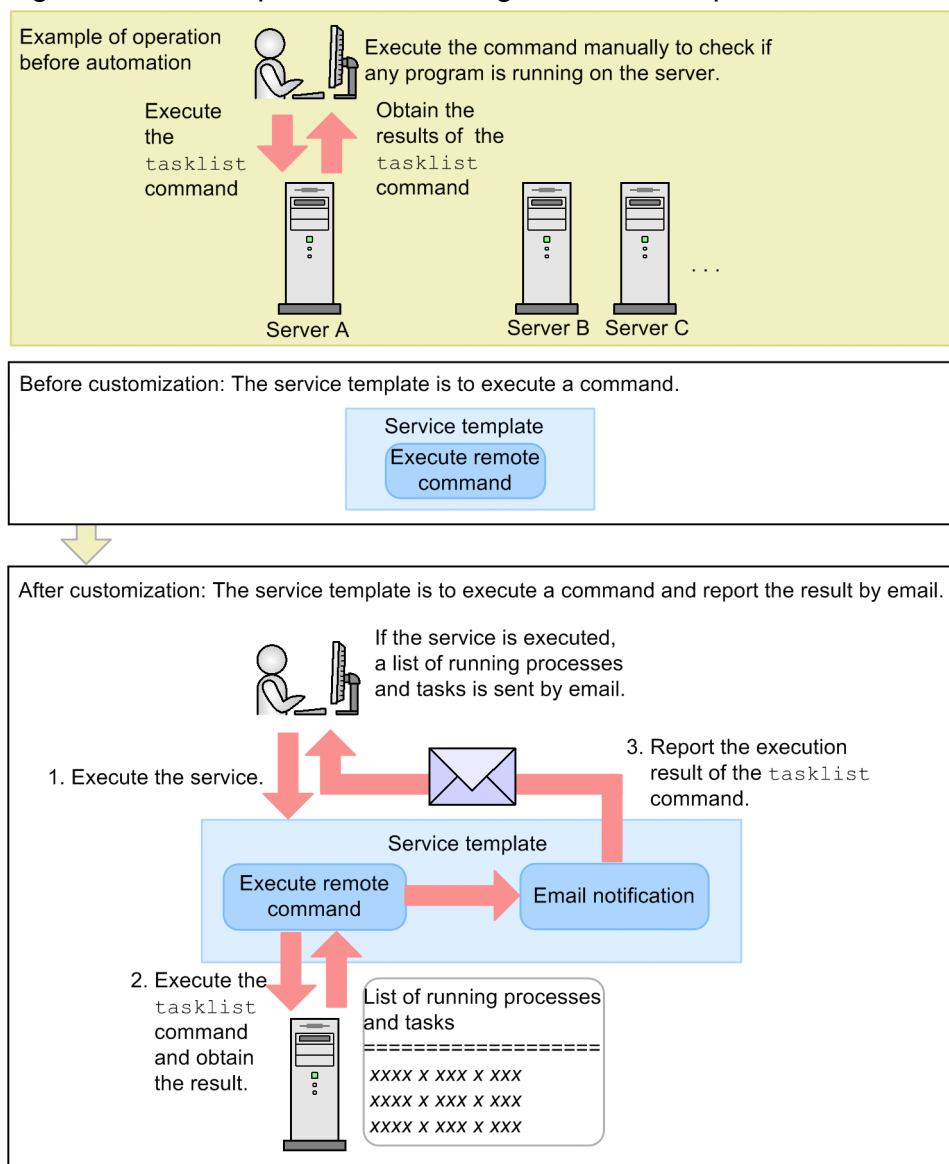 Example of operation
before automation
Execute the command manually to check if
any program is running on the server.
Execute
the
tasklist
command
Obtain the
results of the
tasklist
command
Server A
Server B
Server C
. . .
Before customization: The service template is to execute a command.
Service template
Execute remote
command
After customization: The service template is to execute a command and report the result by email.
If the service is executed,
a list of running processes
and tasks is sent by email.
1. Execute the service.
3. Report the execution
result of the tasklist
command.
Service template
Execute remote
command
Email notification
2. Execute the
tasklist
command
and obtain
the result.
List of running processes
and tasks
===================
xxxx x xxx x xxx
xxxx x xxx x xxx
xxxx x xxx x xxx